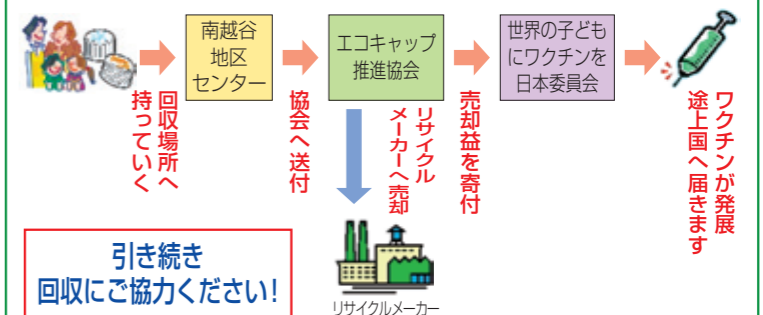 南越谷
地区
センター
エコキャップ
推進協会
世界の子ども
にワクチンを
日本委員会
回収場所へ
持っていく
協会へ送付
リサイクル
メーカーへ売却
売却益を寄付
ワクチンが発展
途上国へ届きます
引き続き
回収にご協力ください!
リサイクルメーカー